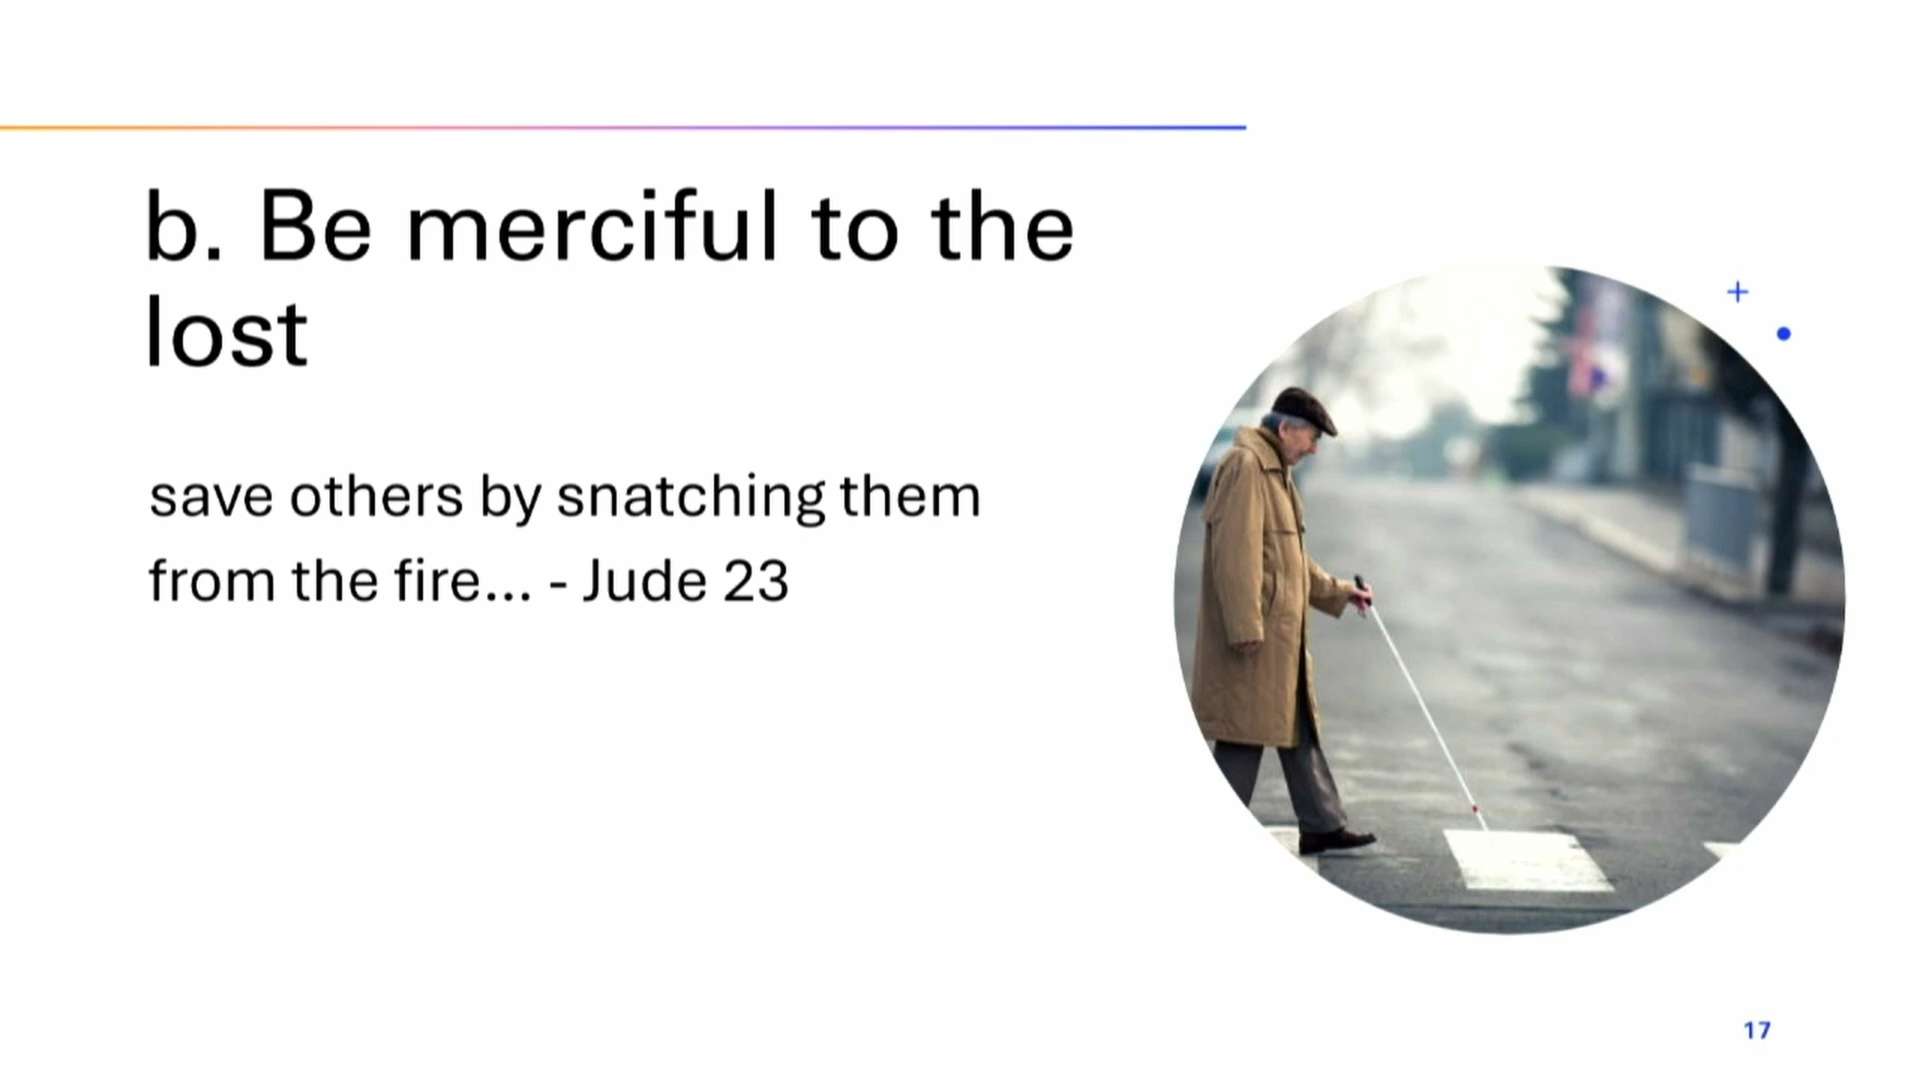 b. Be merciful to the
lost
save others by snatching them
from the fire... - Jude 23
17